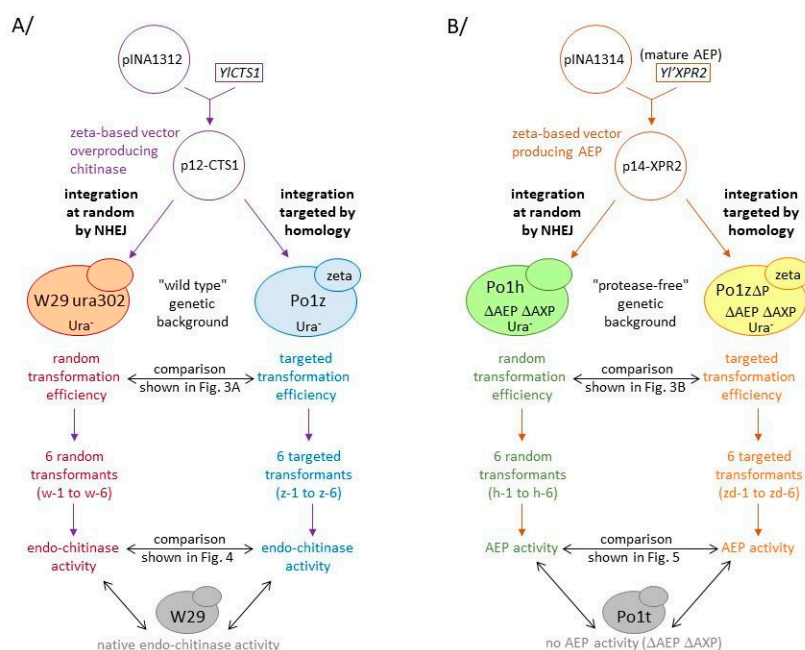 A/
pINA1312
YlCTS1
zeta-based vector
overproducing
chitinase
p12-CTS1
integration
at random
by NHEJ
integration
targeted by
homology
W29 ura302
Ura-
"wild type"
genetic
background
zeta
Po1z
Ura-
random
transformation
efficiency
comparison
shown in Fig. 3A
targeted
transformation
efficiency
6 random
transformants
(w-1 to w-6)
6 targeted
transformants
(z-1 to z-6)
endo-chitinase
activity
comparison
shown in Fig. 4
endo-chitinase
activity
W29
native endo-chitinase activity
B/
pINA1314
(mature AEP)
Yl'XPR2
zeta-based vector
producing AEP
p14-XPR2
integration
at random
by NHEJ
integration
targeted by
homology
Po1h
ΔAEP ΔAXP
Ura-
"protease-free"
genetic
background
zeta
Po1zΔP
ΔAEP ΔAXP
Ura-
random
transformation
efficiency
comparison
shown in Fig. 3B
targeted
transformation
efficiency
6 random
transformants
(h-1 to h-6)
6 targeted
transformants
(zd-1 to zd-6)
AEP activity
comparison
shown in Fig. 5
AEP activity
Po1t
no AEP activity (ΔAEP ΔAXP)